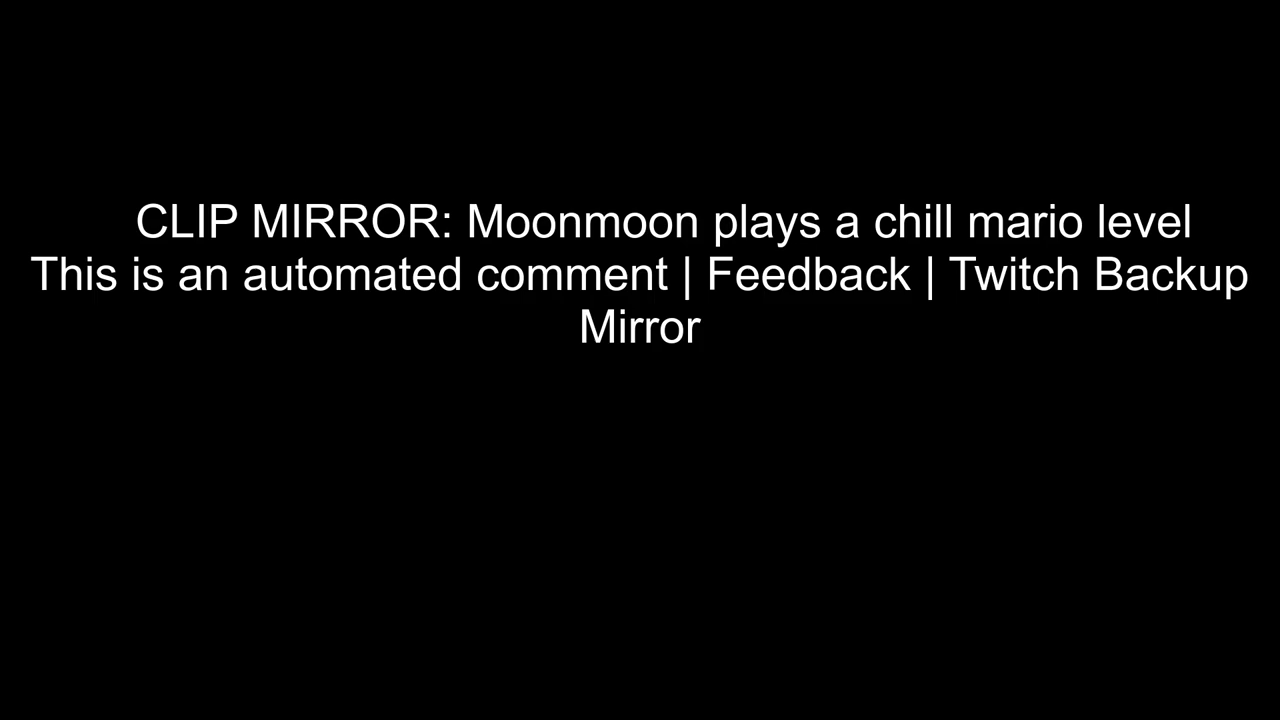 CLIP MIRROR: Moonmoon plays a chill mario level
This is an automated comment | Feedback | Twitch Backup
Mirror